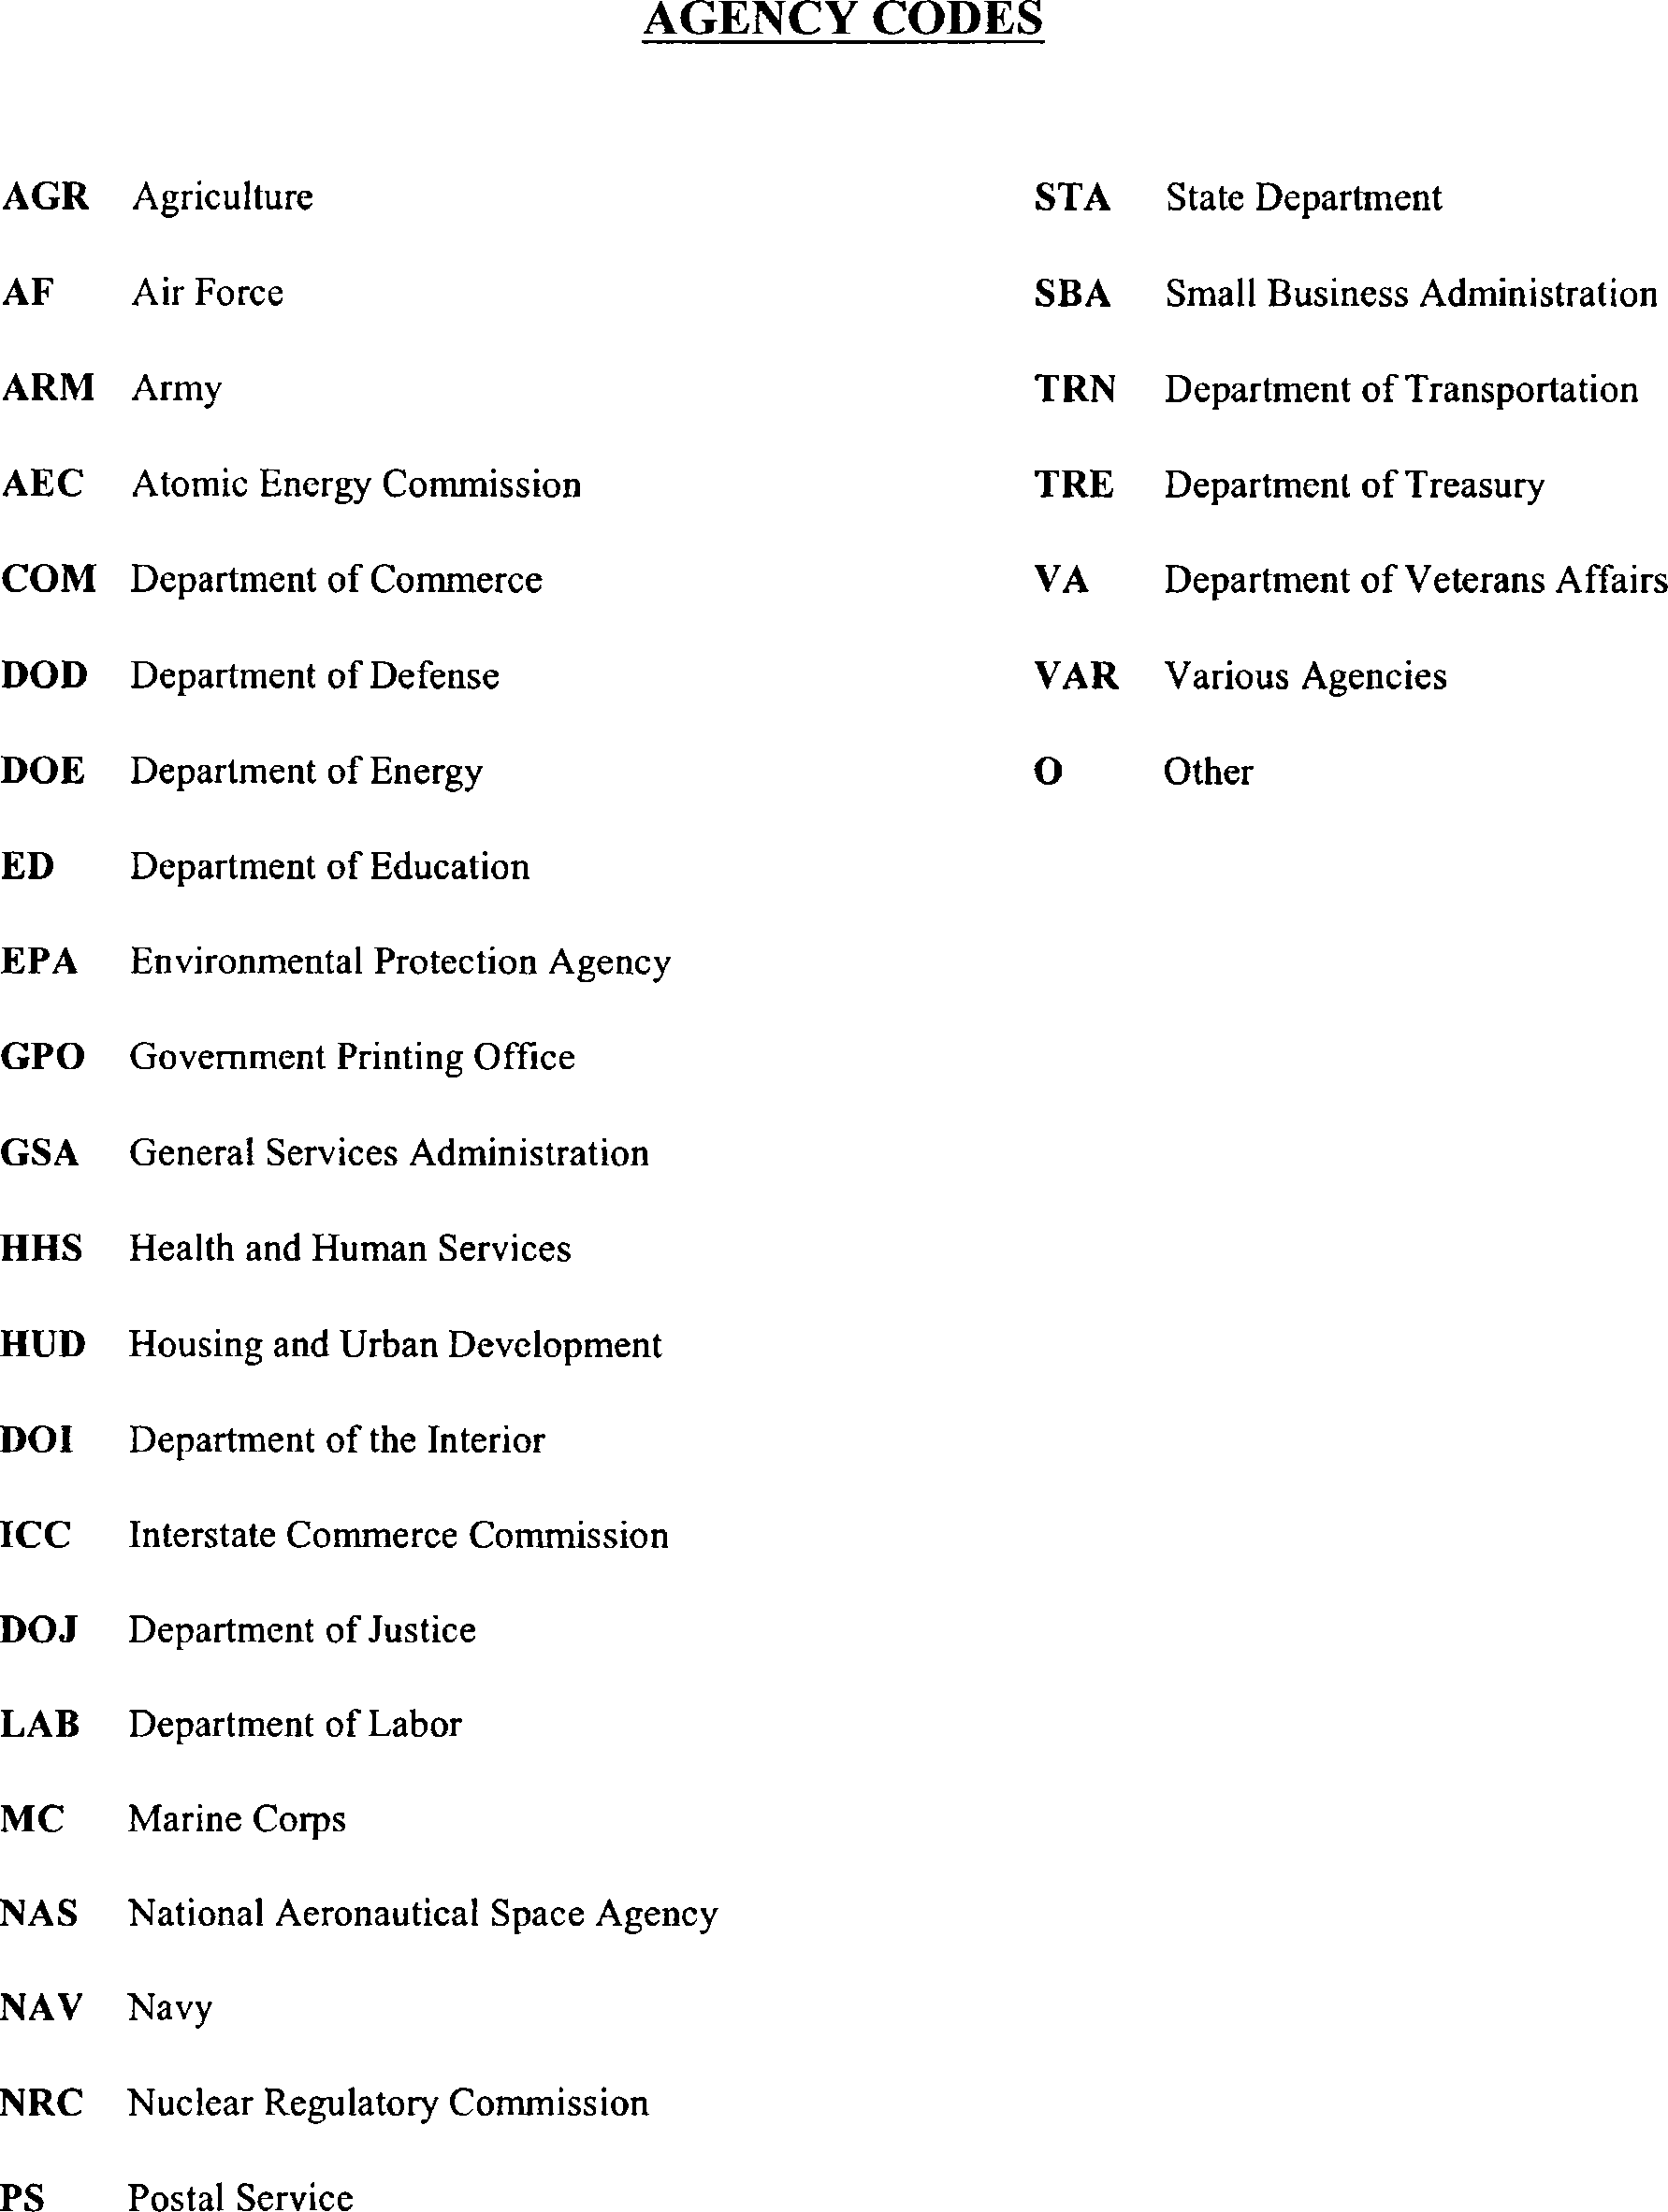 AGENCY CODES
AGR Agriculture
AF Air Force
ARM Army
AEC Atomic Energy Commission
COM Department of Commerce
DOD Department of Defense
DOE Department of Energy
ED Department of Education
EPA Environmental Protection Agency
GPO Government Printing Office
GSA General Services Administration
HHS Health and Human Services
HUD Housing and Urban Development
DOI Department of the Interior
ICC Interstate Commerce Commission
DOJ Department of Justice
LAB Department of Labor
MC Marine Corps
NAS National Aeronautical Space Agency
NAV Navy
NRC Nuclear Regulatory Commission
PS Postal Service
STA State Department
SBA Small Business Administration
TRN Department of Transportation
TRE Department of Treasury
VA Department of Veterans Affairs
VAR Various Agencies
O Other